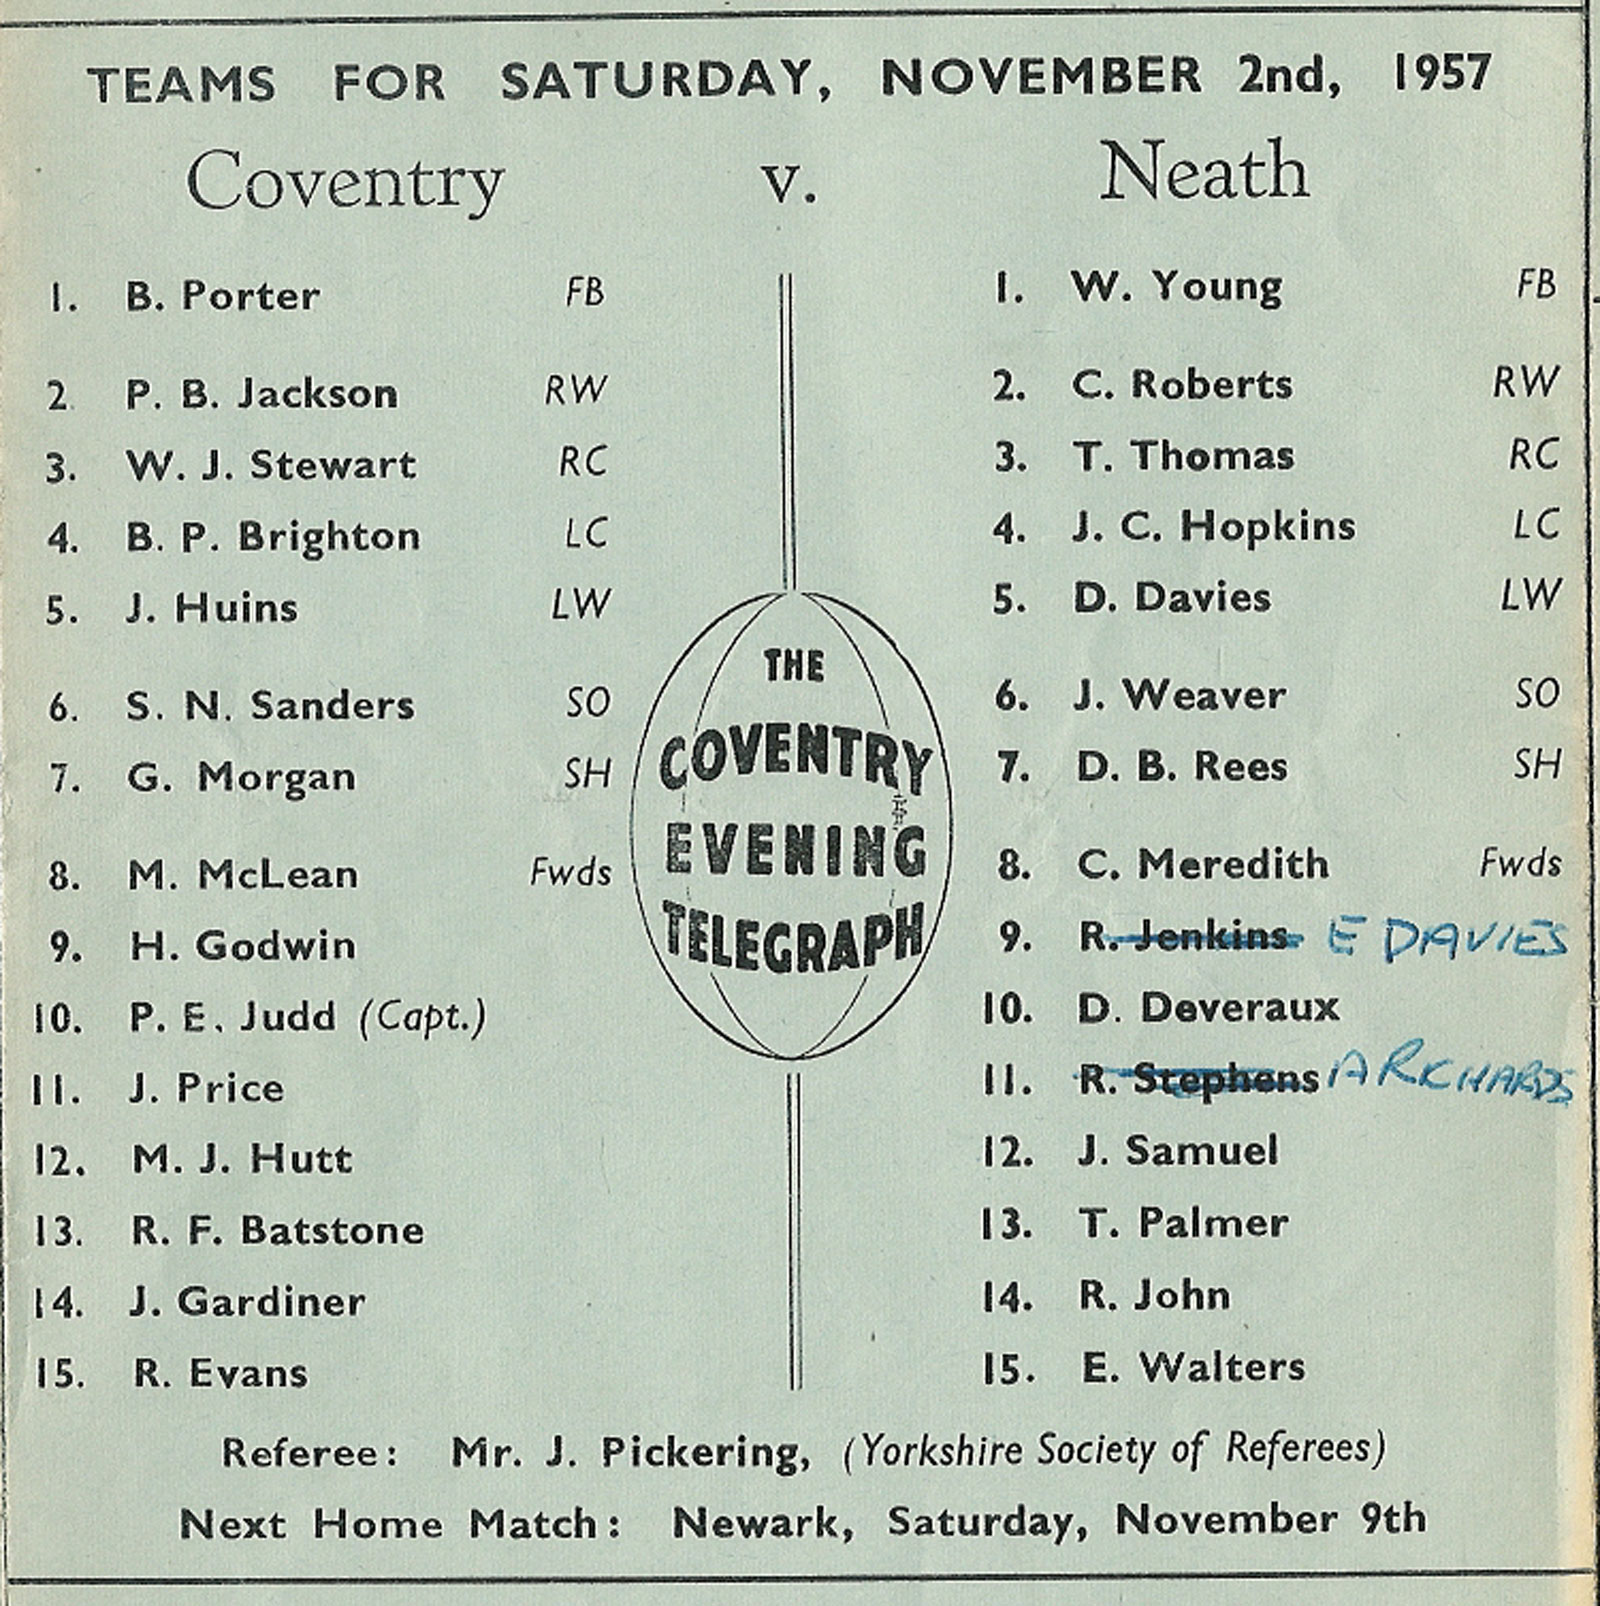 TEAMS FOR SATURDAY, NOVEMBER 2nd, 1957
Coventry v. Neath
1. B. Porter FB
2. P. B. Jackson RW
3. W. J. Stewart RC
4. B. P. Brighton LC
5. J. Huins LW
6. S. N. Sanders SO
7. G. Morgan SH
8. M. McLean Fwds
9. H. Godwin
10. P. E. Judd (Capt.)
11. J. Price
12. M. J. Hutt
13. R. F. Batstone
14. J. Gardiner
15. R. Evans
THE
COVENTRY
EVENING
TELEGRAPH
1. W. Young FB
2. C. Roberts RW
3. T. Thomas RC
4. J. C. Hopkins LC
5. D. Davies LW
6. J. Weaver SO
7. D. B. Rees SH
8. C. Meredith Fwds
9. R. Jenkins E DAVIES
10. D. Deveraux
11. R. Stephens
12. J. Samuel
13. T. Palmer
14. R. John
15. E. Walters
Referee: Mr. J. Pickering, (Yorkshire Society of Referees)
Next Home Match: Newark, Saturday, November 9th